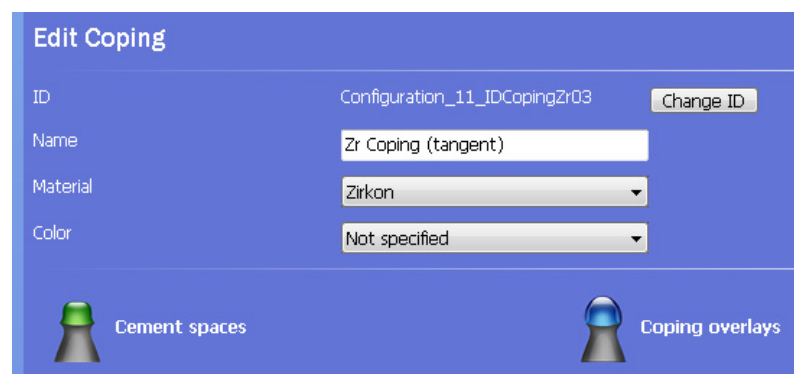 Edit Coping
ID Configuration_11_IDCopingZr03 Change ID
Name Zr Coping (tangent)
Material Zirkon
Color Not specified
Cement spaces Coping overlays